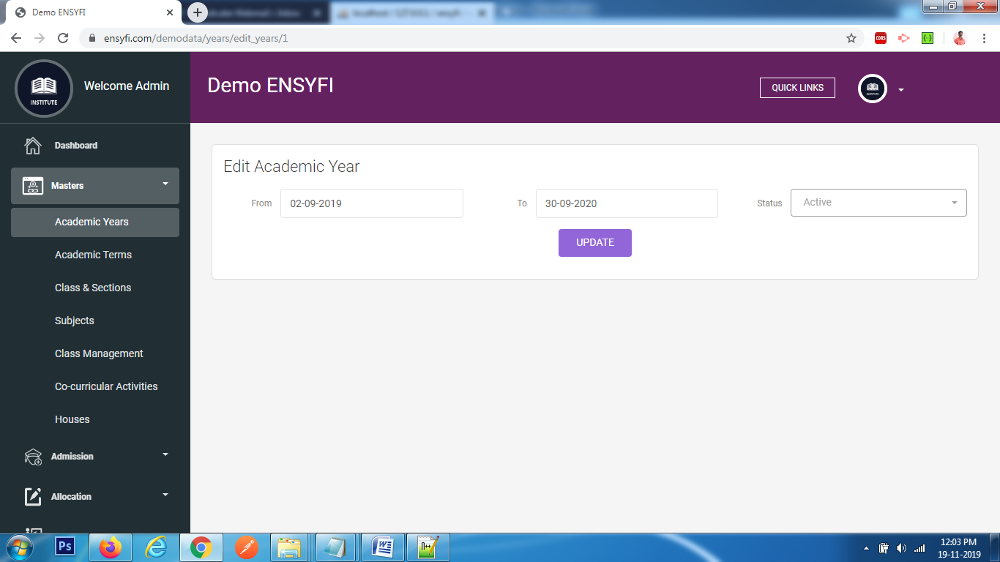 Demo ENSYFI
ensyfi.com/demodata/years/edit_years/1
CORS
INSTITUTE
Welcome Admin
Demo ENSYFI
QUICK LINKS
INSTITUTE
Dashboard
Masters
Academic Years
Academic Terms
Class & Sections
Subjects
Class Management
Co-curricular Activities
Houses
Admission
Allocation
Edit Academic Year
From
02-09-2019
To
30-09-2020
Status
Active
UPDATE
Ps
12:03 PM
19-11-2019